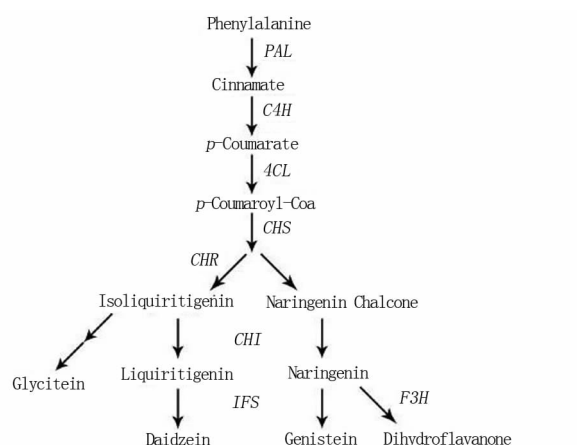 Phenylalanine
PAL
Cinnamate
C4H
p-Coumarate
4CL
p-Coumaroyl-Coa
CHS
CHR
Isoliquiritigenin Naringenin Chalcone
CHI
Glycitein Liquiritigenin Naringenin
IFS F3H
Daidzein Genistein Dihydroflavanone